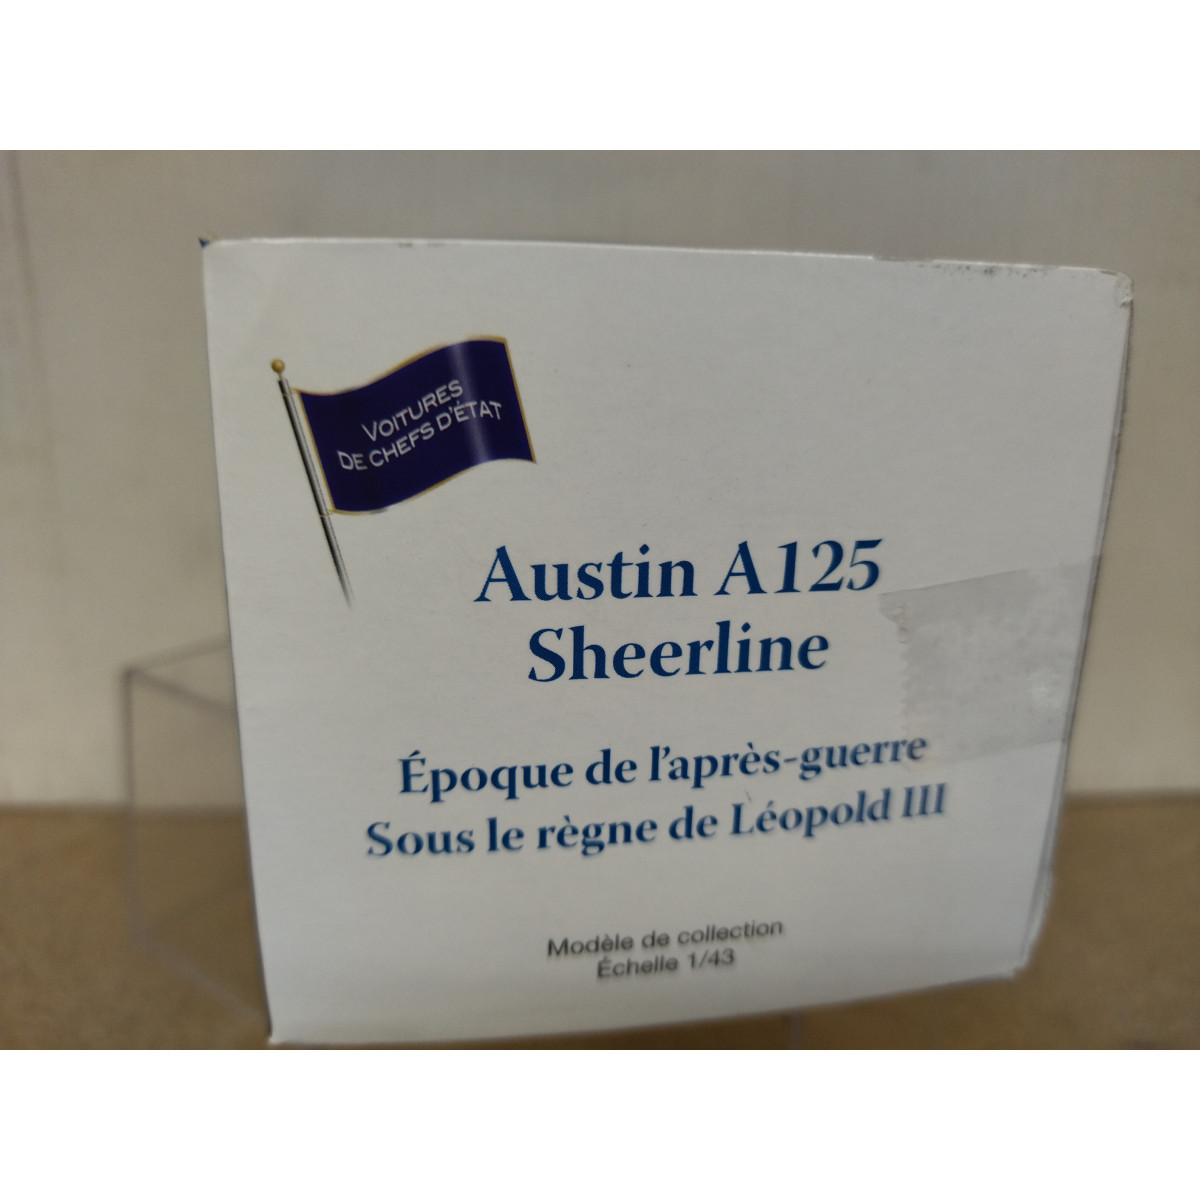 VOITURES
DE CHEFS D'ÉTAT
Austin A125
Sheerline
Époque de l'après-guerre
Sous le règne de Léopold III
Modèle de collection
Échelle 1/43